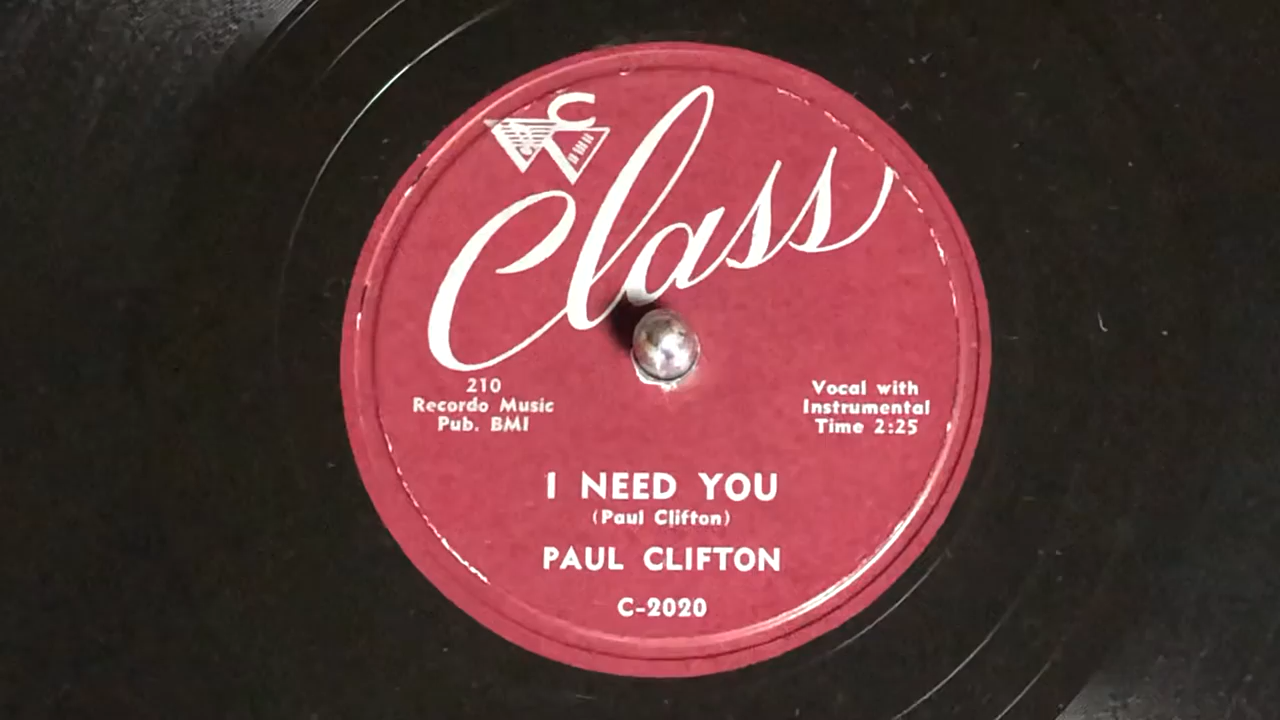 C
Class
210
Recordo Music
Pub. BMI
Vocal with
Instrumental
Time 2:25
I NEED YOU
(Paul Clifton)
PAUL CLIFTON
C-2020